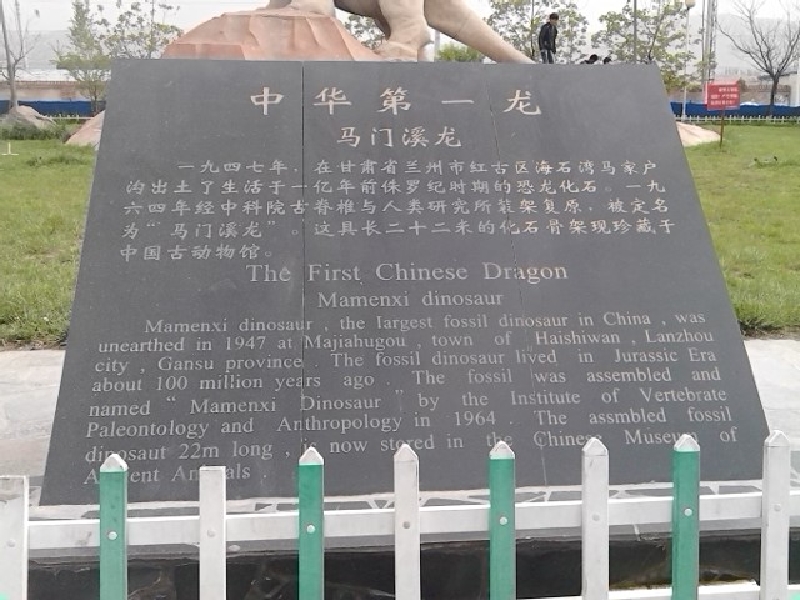 中华第一龙
马门溪龙
一九四七年，在甘肃省兰州市红古区海石湾马家户
沟出土了生活于一亿年前侏罗纪时期的恐龙化石。一九
六四年经中科院古脊椎与人类研究所装架复原，被定名
为“马门溪龙”。这具长二十二米的化石骨架现珍藏于
中国古动物馆。
The First Chinese Dragon
Mamenxi dinosaur
Mamenxi dinosaur , the largest fossil dinosaur in China , was
unearthed in 1947 at Majiahugou , town of Haishiwan , Lanzhou
city , Gansu province . The fossil dinosaur lived in Jurassic Era
about 100 million years ago . The fossil was assembled and
named “ Mamenxi Dinosaur ” by the Institute of Vertebrate
Paleontology and Anthropology in 1964 . The assmbled fossil
dinosaut 22m long , is now stored in the Chinese Museum of
Ancient Animals